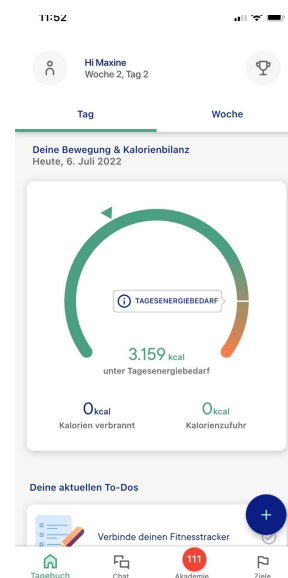 11:52
Hi Maxine
Woche 2, Tag 2
Tag
Woche
Deine Bewegung & Kalorienbilanz
Heute, 6. Juli 2022
TAGESENERGIEBEDARF
3.159 kcal
unter Tagesenergiebedarf
0kcal
Kalorien verbrannt
0kcal
Kalorienzufuhr
Deine aktuellen To-Dos
Verbinde deinen Fitnesstracker
111
Tagebuch
Chat
Akademie
Ziele